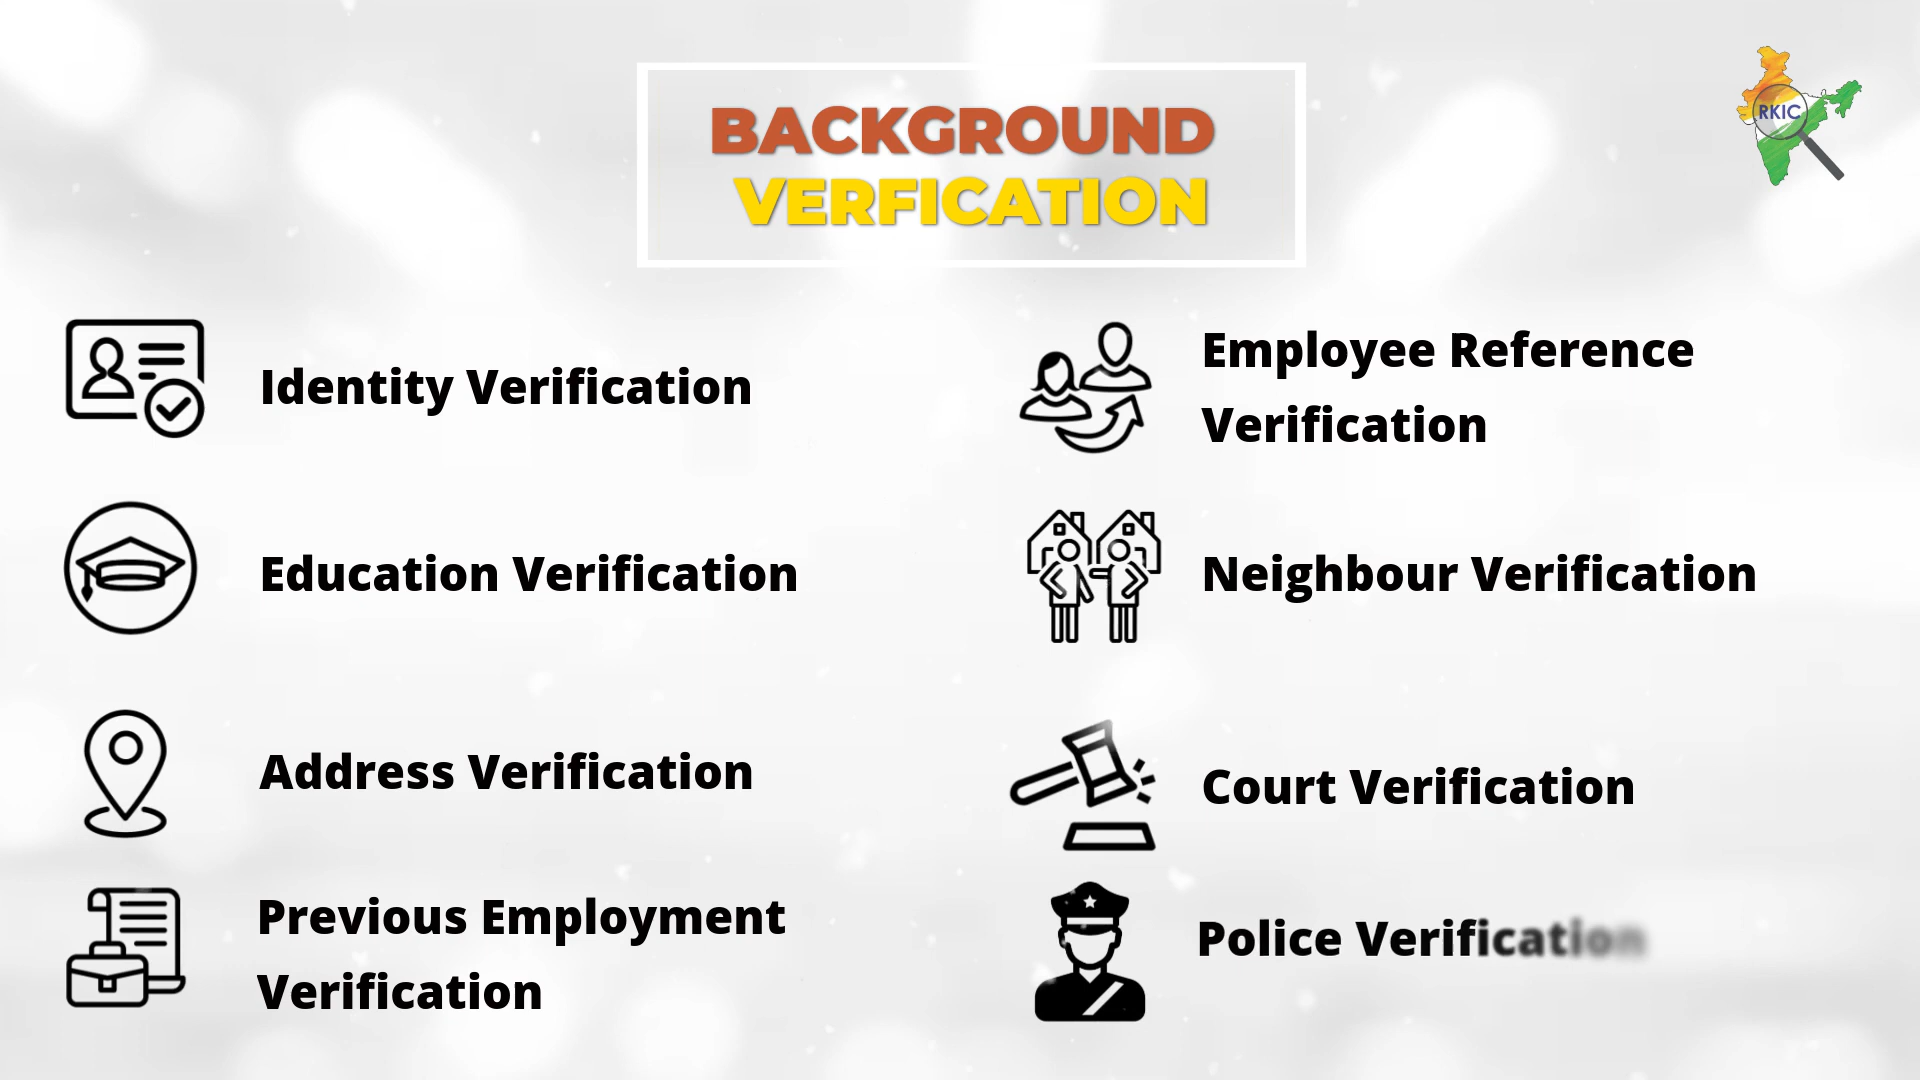 BACKGROUND
VERFICATION
RKIC
Identity Verification
Education Verification
Address Verification
Previous Employment
Verification
Employee Reference
Verification
Neighbour Verification
Court Verification
Police Verification